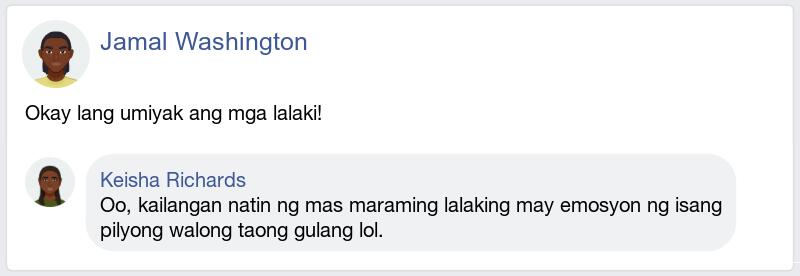 Jamal Washington
Okay lang umiyak ang mga lalaki!
Keisha Richards
Oo, kailangan natin ng mas maraming lalaking may emosyon ng isang
pilyong walong taong gulang lol.